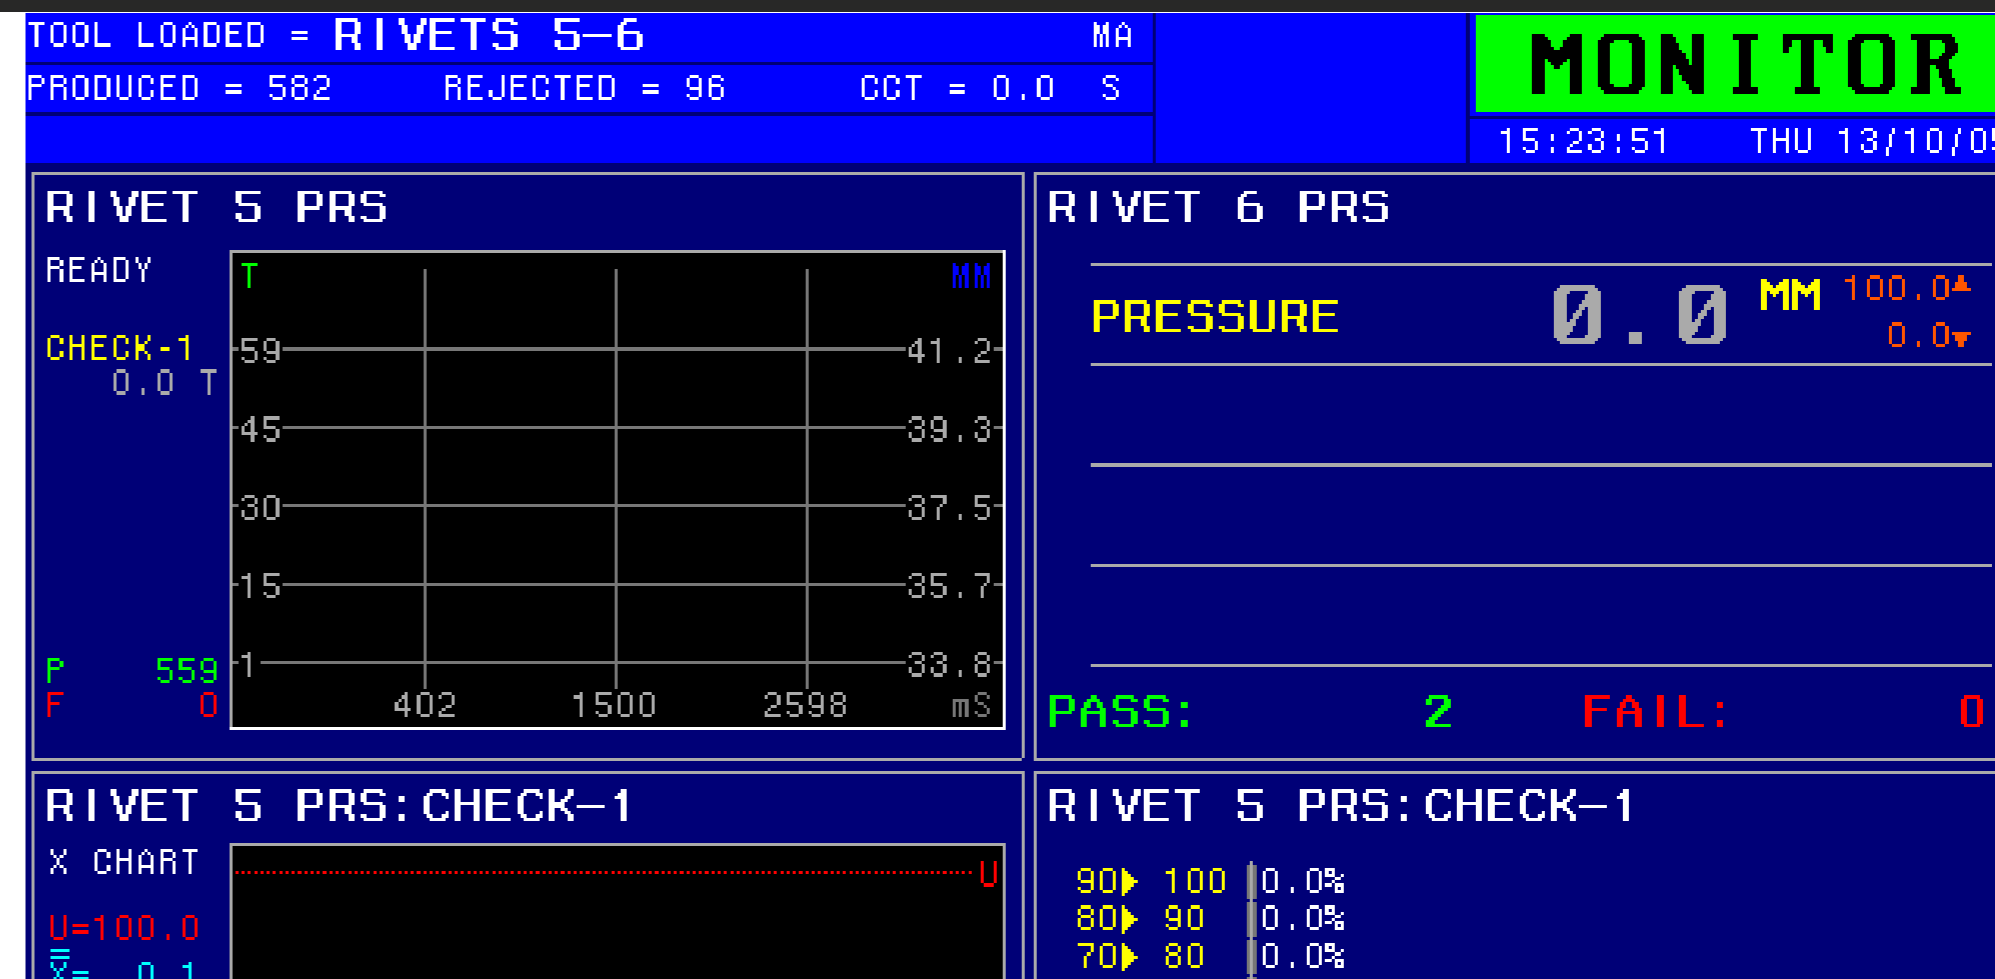 TOOL LOADED = RIVETS 5-6 MA
MONITOR
PRODUCED = 582 REJECTED = 96 CCT = 0.0 S
15:23:51 THU 13/10/05
RIVET 5 PRS
READY
CHECK-1
0.0 T
T MM
59 41.2
45 39.3
30 37.5
15 35.7
1 33.8
402 1500 2598 mS
P 559
F 0
RIVET 6 PRS
PRESSURE 0.0 MM 100.0▲
0.0▼
PASS: 2 FAIL: 0
RIVET 5 PRS:CHECK-1
X CHART
U
U=100.0
X̿= 0.1
RIVET 5 PRS:CHECK-1
90▶ 100 0.0%
80▶ 90 0.0%
70▶ 80 0.0%